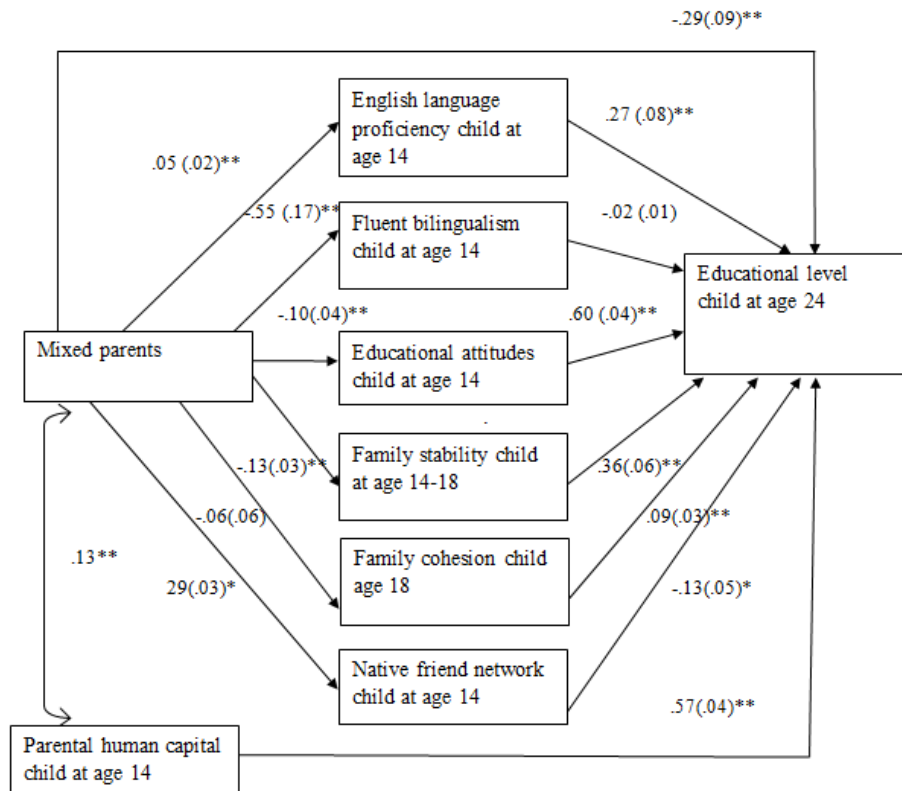 -.29(.09)**
English language
proficiency child at
age 14
.27 (.08)**
.05 (.02)**
-.55 (.17)**
Fluent bilingualism
child at age 14
-.02 (.01)
Educational level
child at age 24
-.10(.04)**
.60 (.04)**
Mixed parents
Educational attitudes
child at age 14
Family stability child
at age 14-18
-.13(.03)**
.36(.06)**
-.06(.06)
.09(.03)**
Family cohesion child
age 18
.13**
29(.03)*
-.13(.05)*
Native friend network
child at age 14
.57(.04)**
Parental human capital
child at age 14